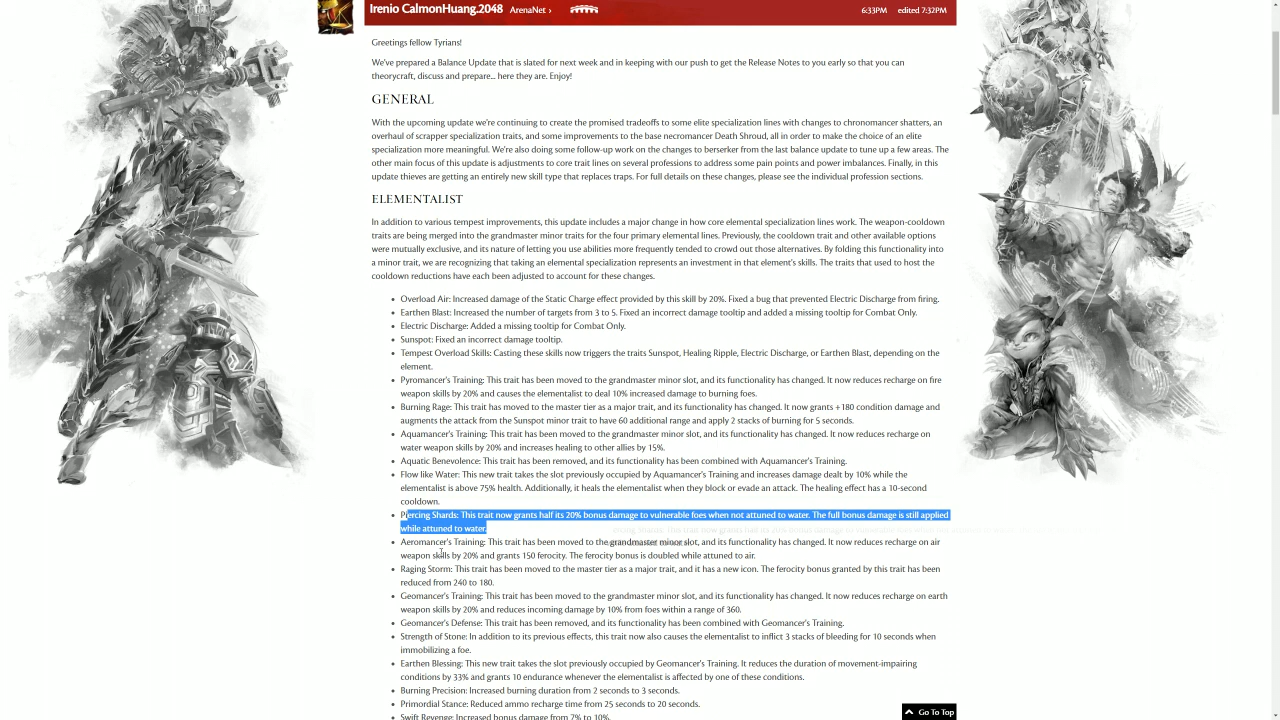 Irenio CalmonHuang.2048 ArenaNet › 6:33PM edited 7:32PM
Greetings fellow Tyrians!
We've prepared a Balance Update that is slated for next week and in keeping with our push to get the Release Notes to you early so that you can
theorycraft, discuss and prepare... here they are. Enjoy!
GENERAL
With the upcoming update we're continuing to create the promised tradeoffs to some elite specialization lines with changes to chronomancer shatters, an
overhaul of scrapper specialization traits, and some improvements to the base necromancer Death Shroud, all in order to make the choice of an elite
specialization more meaningful. We're also doing some follow-up work on the changes to berserker from the last balance update to tune up a few areas. The
other main focus of this update is adjustments to core trait lines on several professions to address some pain points and power imbalances. Finally, in this
update thieves are getting an entirely new skill type that replaces traps. For full details on these changes, please see the individual profession sections.
ELEMENTALIST
In addition to various tempest improvements, this update includes a major change in how core elemental specialization lines work. The weapon-cooldown
traits are being merged into the grandmaster minor traits for the four primary elemental lines. Previously, the cooldown trait and other available options
were mutually exclusive, and its nature of letting you use abilities more frequently tended to crowd out those alternatives. By folding this functionality into
a minor trait, we are recognizing that taking an elemental specialization represents an investment in that element's skills. The traits that used to host the
cooldown reductions have each been adjusted to account for these changes.
• Overload Air: Increased damage of the Static Charge effect provided by this skill by 20%. Fixed a bug that prevented Electric Discharge from firing.
• Earthen Blast: Increased the number of targets from 3 to 5. Fixed an incorrect damage tooltip and added a missing tooltip for Combat Only.
• Electric Discharge: Added a missing tooltip for Combat Only.
• Sunspot: Fixed an incorrect damage tooltip.
• Tempest Overload Skills: Casting these skills now triggers the traits Sunspot, Healing Ripple, Electric Discharge, or Earthen Blast, depending on the
element.
• Pyromancer's Training: This trait has been moved to the grandmaster minor slot, and its functionality has changed. It now reduces recharge on fire
weapon skills by 20% and causes the elementalist to deal 10% increased damage to burning foes.
• Burning Rage: This trait has moved to the master tier as a major trait, and its functionality has changed. It now grants +180 condition damage and
augments the attack from the Sunspot minor trait to have 60 additional range and apply 2 stacks of burning for 5 seconds.
• Aquamancer's Training: This trait has been moved to the grandmaster minor slot, and its functionality has changed. It now reduces recharge on
water weapon skills by 20% and increases healing to other allies by 15%.
• Aquatic Benevolence: This trait has been removed, and its functionality has been combined with Aquamancer's Training.
• Flow like Water: This new trait takes the slot previously occupied by Aquamancer's Training and increases damage dealt by 10% while the
elementalist is above 75% health. Additionally, it heals the elementalist when they block or evade an attack. The healing effect has a 10-second
cooldown.
• Piercing Shards: This trait now grants half its 20% bonus damage to vulnerable foes when not attuned to water. The full bonus damage is still applied
while attuned to water.
• Aeromancer's Training: This trait has been moved to the grandmaster minor slot, and its functionality has changed. It now reduces recharge on air
weapon skills by 20% and grants 150 ferocity. The ferocity bonus is doubled while attuned to air.
• Raging Storm: This trait has been moved to the master tier as a major trait, and it has a new icon. The ferocity bonus granted by this trait has been
reduced from 240 to 180.
• Geomancer's Training: This trait has been moved to the grandmaster minor slot, and its functionality has changed. It now reduces recharge on earth
weapon skills by 20% and reduces incoming damage by 10% from foes within a range of 360.
• Geomancer's Defense: This trait has been removed, and its functionality has been combined with Geomancer's Training.
• Strength of Stone: In addition to its previous effects, this trait now also causes the elementalist to inflict 3 stacks of bleeding for 10 seconds when
immobilizing a foe.
• Earthen Blessing: This new trait takes the slot previously occupied by Geomancer's Training. It reduces the duration of movement-impairing
conditions by 33% and grants 10 endurance whenever the elementalist is affected by one of these conditions.
• Burning Precision: Increased burning duration from 2 seconds to 3 seconds.
• Primordial Stance: Reduced ammo recharge time from 25 seconds to 20 seconds.
• Swift Revenge: Increased bonus damage from 7% to 10%.
Go To Top